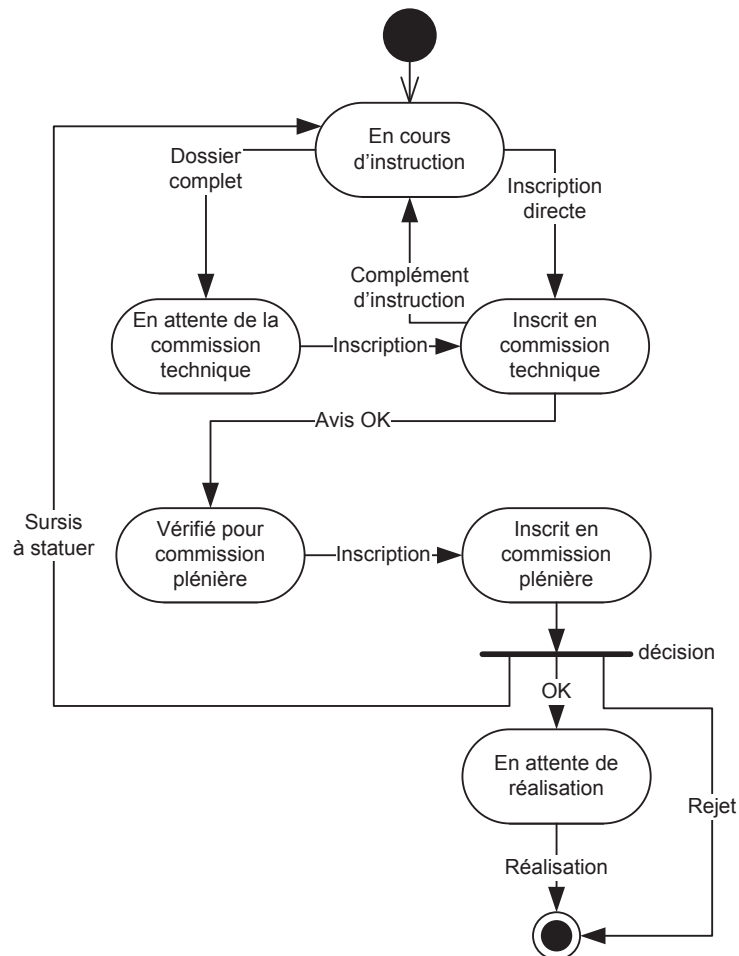 En cours
d'instruction
Dossier
complet
Inscription
directe
Complément
d'instruction
En attente de la
commission
technique
Inscription
Inscrit en
commission
technique
Avis OK
Sursis
à statuer
Vérifié pour
commission
plénière
Inscription
Inscrit en
commission
plénière
décision
OK
En attente de
réalisation
Rejet
Réalisation